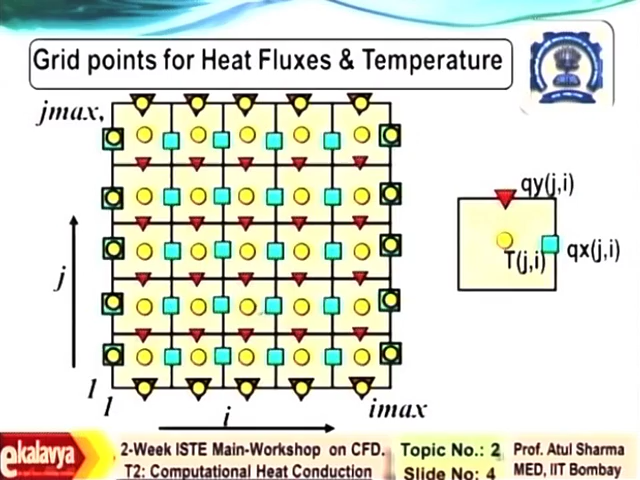 Grid points for Heat Fluxes & Temperature
jmax,
qy(j,i)
T(j,i)
qx(j,i)
j
1
1
i
imax
ekalavya
2-Week ISTE Main-Workshop on CFD.
T2: Computational Heat Conduction
Topic No.: 2
Slide No: 4
Prof. Atul Sharma
MED, IIT Bombay